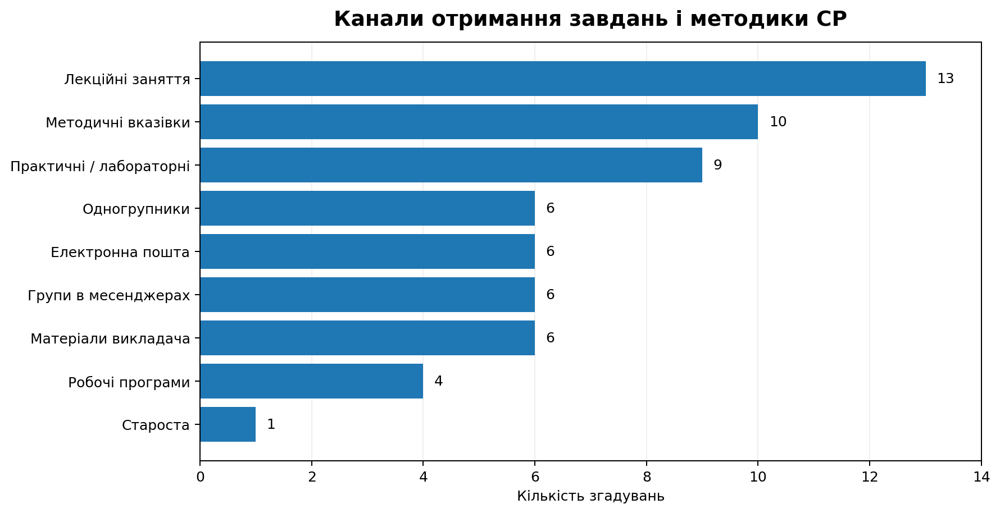 Канали отримання завдань і методики СР
Лекційні заняття 13
Методичні вказівки 10
Практичні / лабораторні 9
Одногрупники 6
Електронна пошта 6
Групи в месенджерах 6
Матеріали викладача 6
Робочі програми 4
Староста 1
0 2 4 6 8 10 12 14
Кількість згадувань